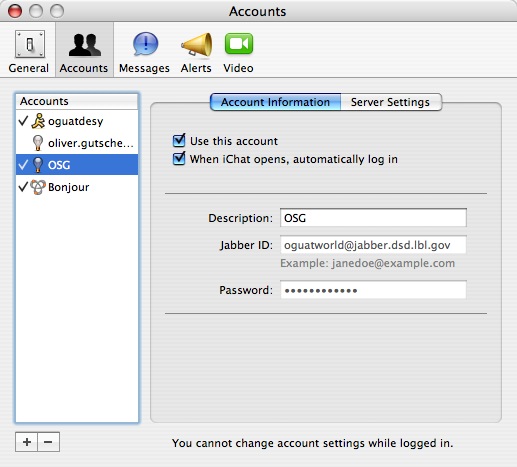 Accounts
General Accounts Messages Alerts Video
Accounts
oguatdesy
oliver.gutsche...
OSG
Bonjour
Account Information Server Settings
Use this account
When iChat opens, automatically log in
Description: OSG
Jabber ID: oguatworld@jabber.dsd.lbl.gov
Example: janedoe@example.com
Password: ••••••••••••
+ −
You cannot change account settings while logged in.